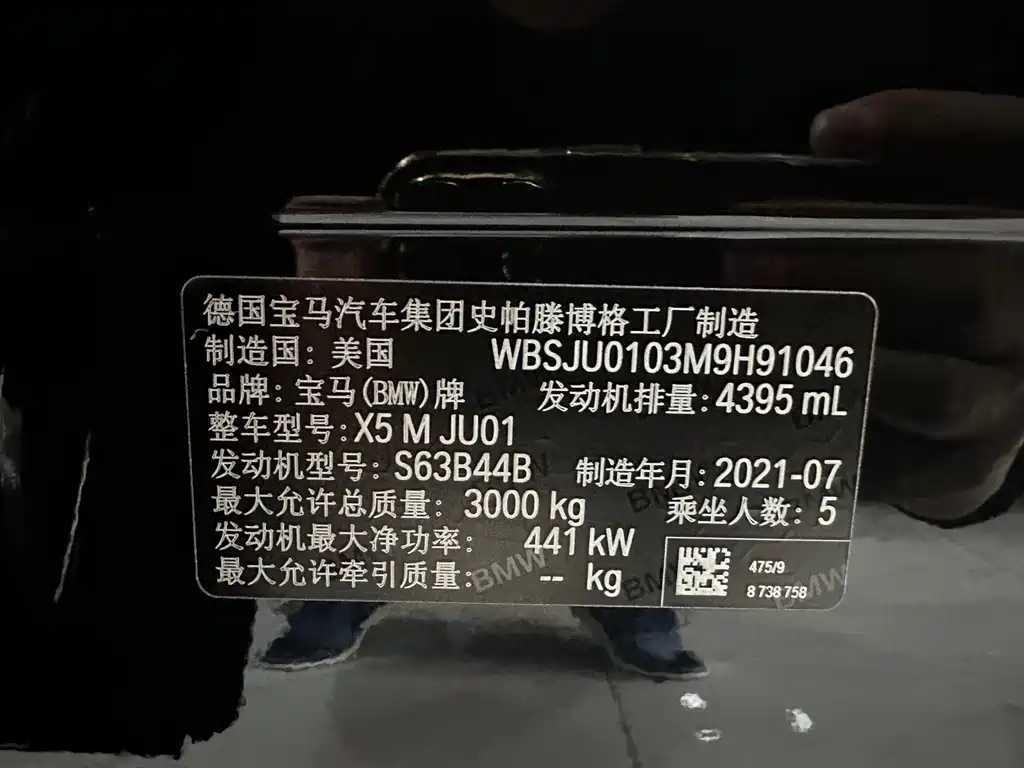 德国宝马汽车集团史帕滕博格工厂制造
制造国：美国 WBSJU0103M9H91046
品牌：宝马(BMW)牌 发动机排量：4395 mL
整车型号：X5 M JU01
发动机型号：S63B44B 制造年月：2021-07
最大允许总质量：3000 kg 乘坐人数：5
发动机最大净功率：441 kW
最大允许牵引质量：-- kg
475/9
8 738 758